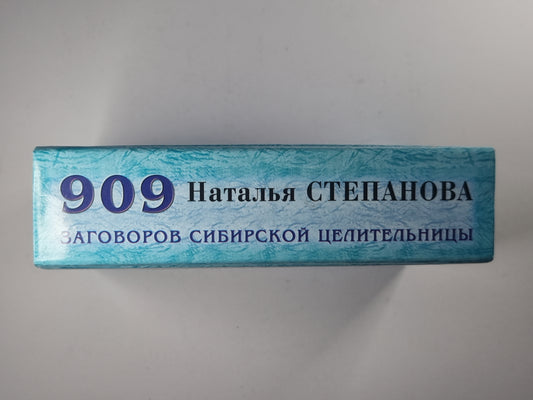 909 Наталья СТЕПАНОВА
ЗАГОВОРОВ СИБИРСКОЙ ЦЕЛИТЕЛЬНИЦЫ